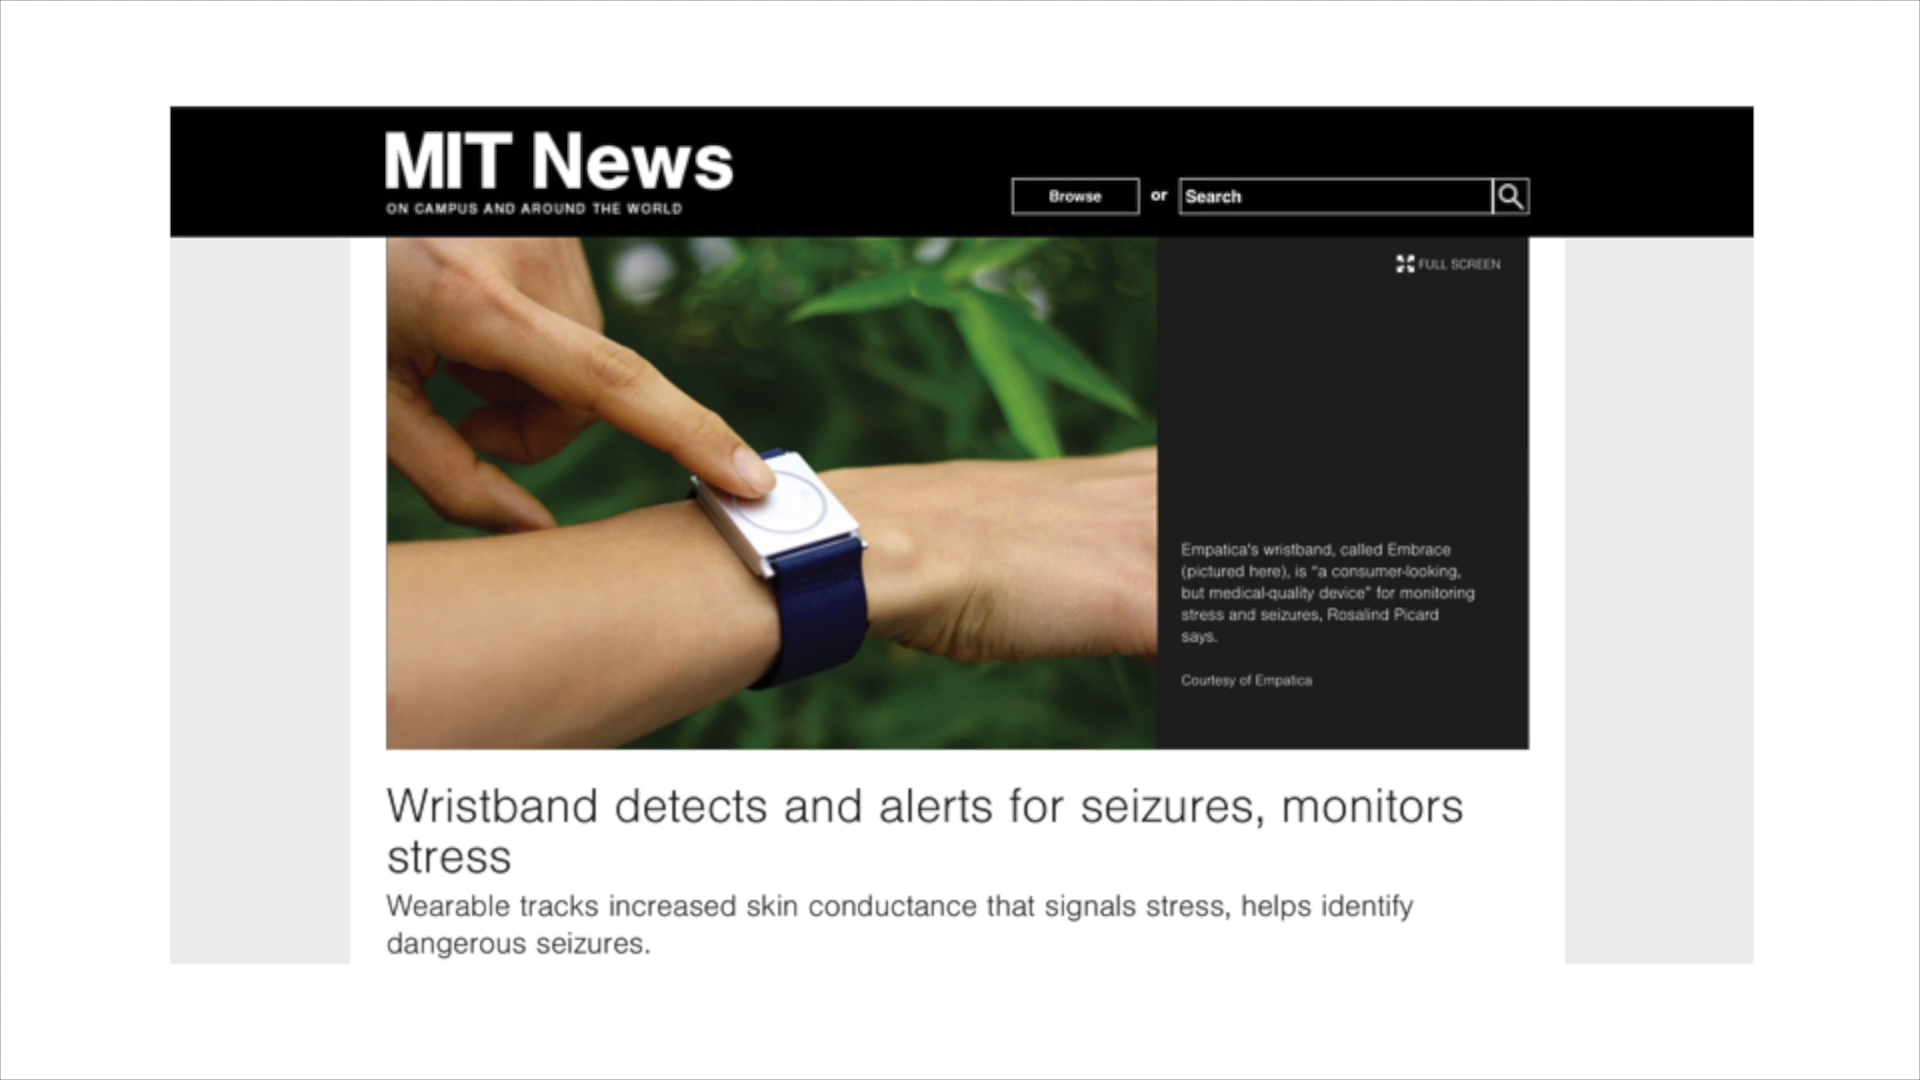 MIT News
ON CAMPUS AND AROUND THE WORLD
Browse or Search
FULL SCREEN
Empatica's wristband, called Embrace
(pictured here), is "a consumer-looking,
but medical-quality device" for monitoring
stress and seizures, Rosalind Picard
says.
Courtesy of Empatica
Wristband detects and alerts for seizures, monitors
stress
Wearable tracks increased skin conductance that signals stress, helps identify
dangerous seizures.